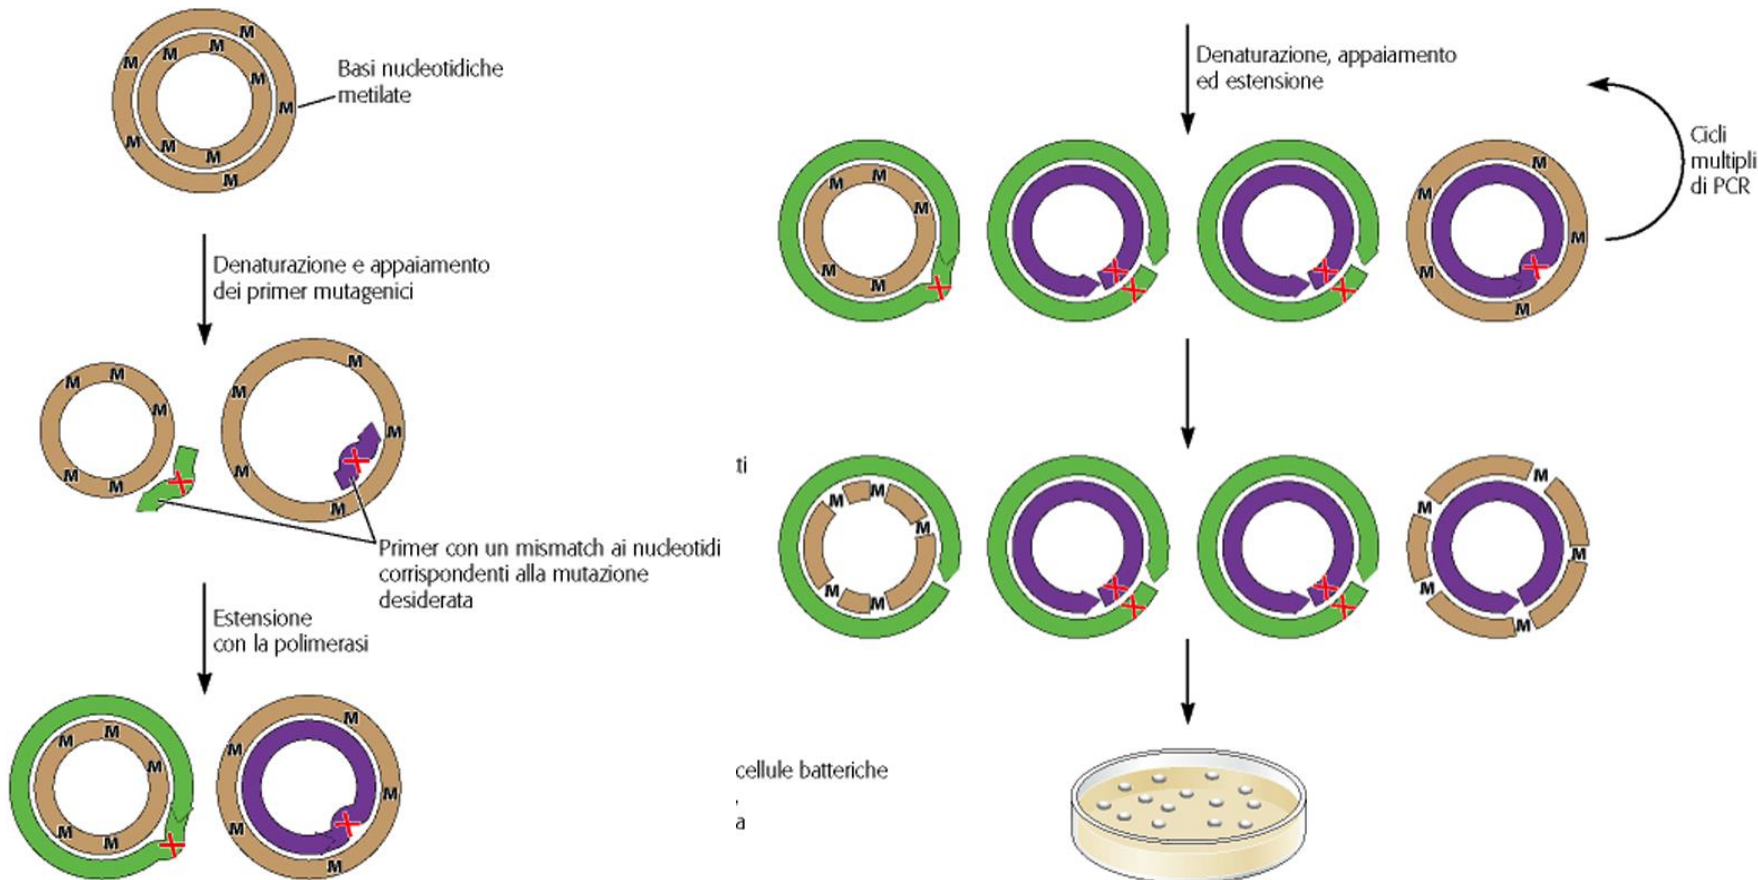 M M M M M M M M M M M
Basi nucleotidiche
metilate
Denaturazione e appaiamento
dei primer mutagenici
M M M M M M M M M M
Primer con un mismatch ai nucleotidi
corrispondenti alla mutazione
desiderata
Estensione
con la polimerasi
M M M M M M M M M M
Denaturazione, appaiamento
ed estensione
Cicli
multipli
di PCR
M M M M M M M M M M
ti
M M M M M M M M M M
cellule batteriche
,
a